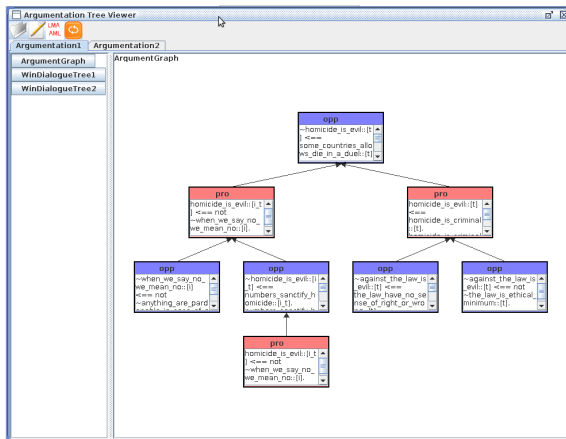 Argumentation Tree Viewer
LMA
AML
Argumentation1 Argumentation2
ArgumentGraph
WinDialogueTree1
WinDialogueTree2
ArgumentGraph
opp
~homicide_is_evil::[t]
<==
some_countries_allo
ws_die_in_a_duel::[t]
pro
homicide_is_evil::[i_t
] <== not
~when_we_say_no_
we_mean_no::[i].
pro
homicide_is_evil::[t]
<==
homicide_is_criminal
::[t].
opp
~when_we_say_no_
we_mean_no::[i]
<== not
~anything_are_pard
opp
~homicide_is_evil::[i
_t] <==
numbers_sanctify_h
omicide::[i_t].
opp
~against_the_law_is
_evil::[t] <==
the_law_have_no_se
nse_of_right_or_wro
opp
~against_the_law_is
_evil::[t] <== not
~the_law_is_ethical_
minimum::[t].
pro
homicide_is_evil::[i_t
] <== not
~when_we_say_no_
we_mean_no::[i].